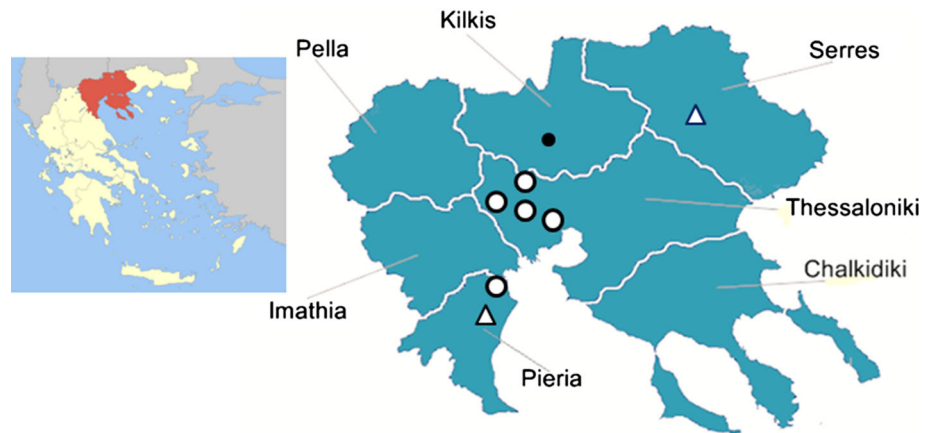 Kilkis
Pella
Serres
Thessaloniki
Chalkidiki
Imathia
Pieria